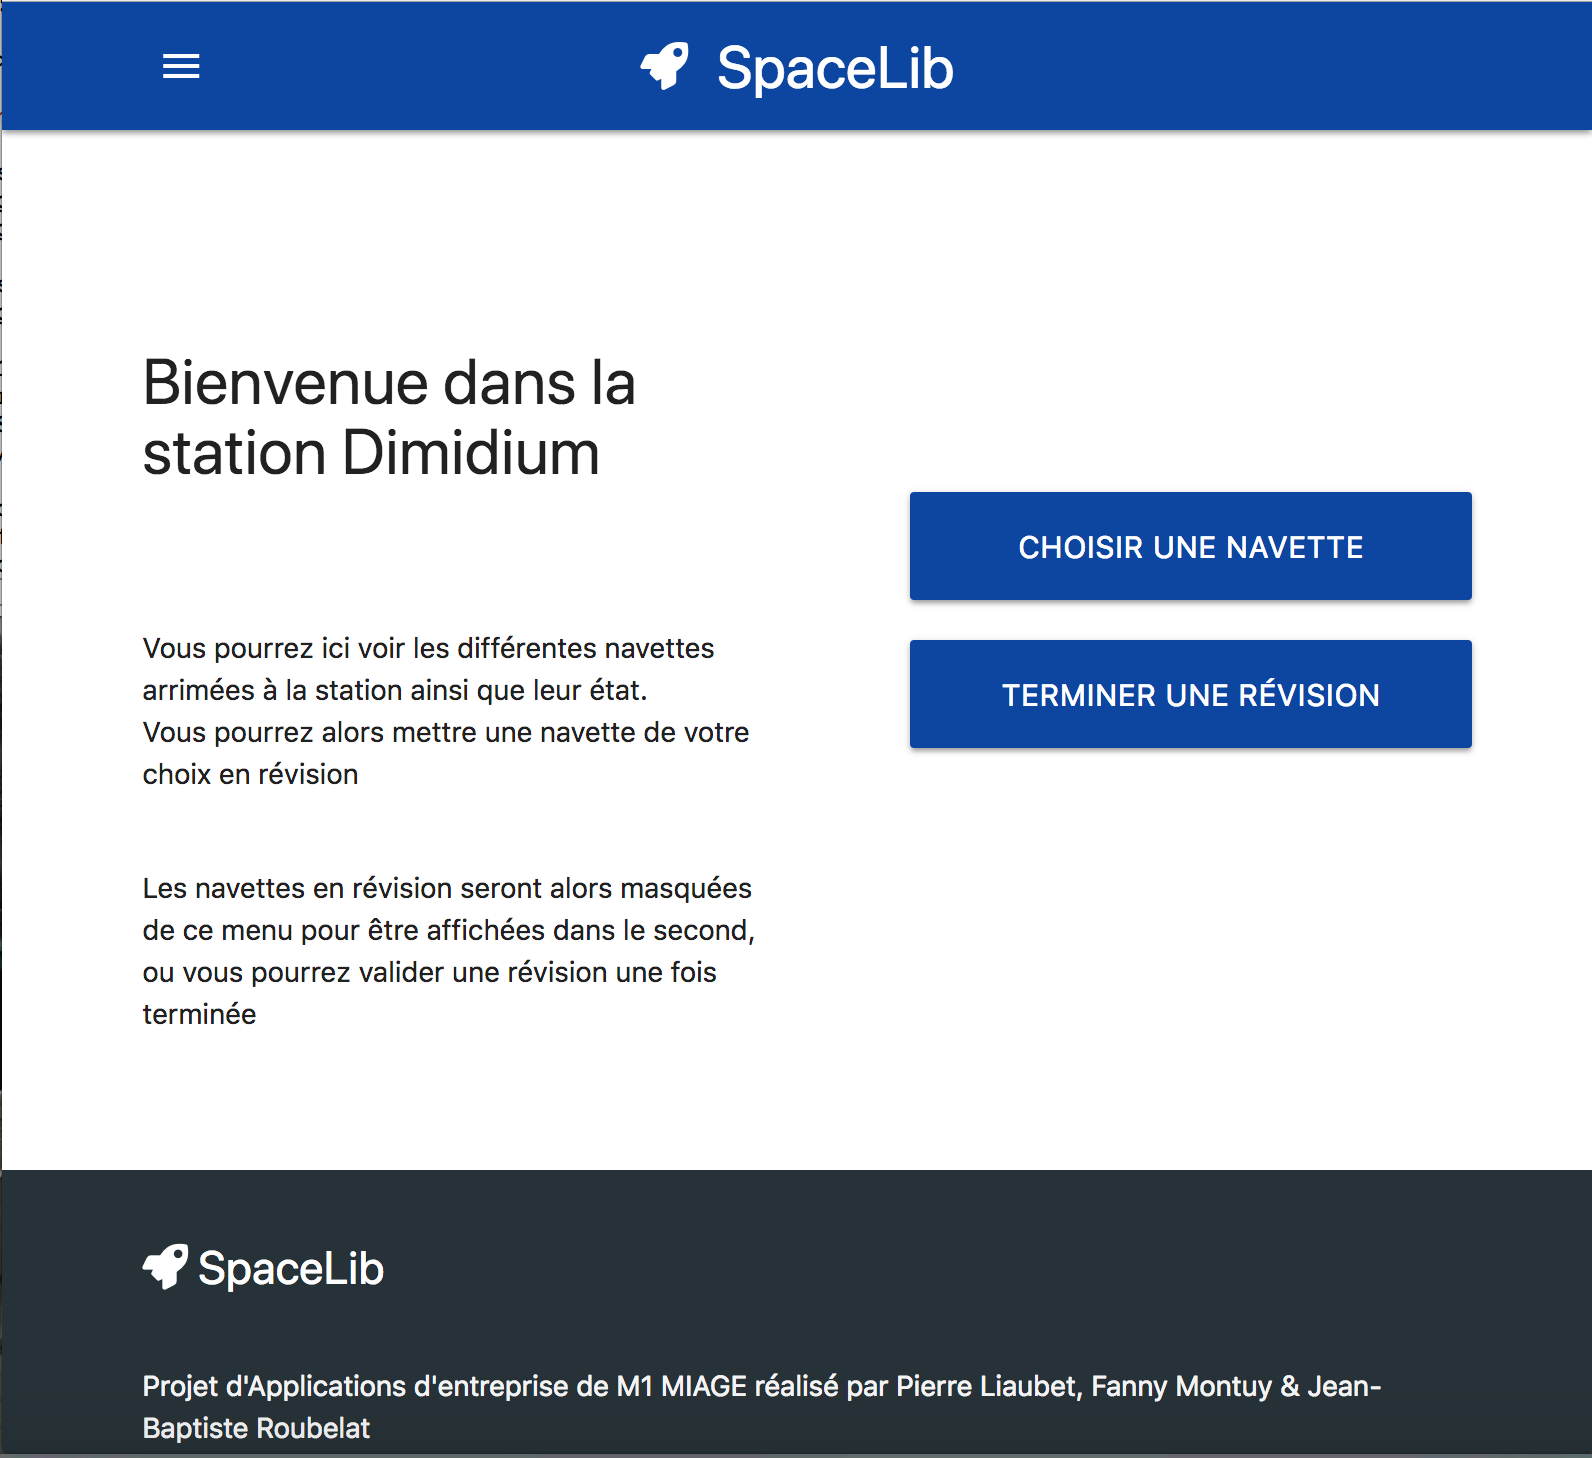 SpaceLib
Bienvenue dans la
station Dimidium
Vous pourrez ici voir les différentes navettes
arrimées à la station ainsi que leur état.
Vous pourrez alors mettre une navette de votre
choix en révision
Les navettes en révision seront alors masquées
de ce menu pour être affichées dans le second,
ou vous pourrez valider une révision une fois
terminée
CHOISIR UNE NAVETTE
TERMINER UNE RÉVISION
SpaceLib
Projet d'Applications d'entreprise de M1 MIAGE réalisé par Pierre Liaubet, Fanny Montuy & Jean-
Baptiste Roubelat